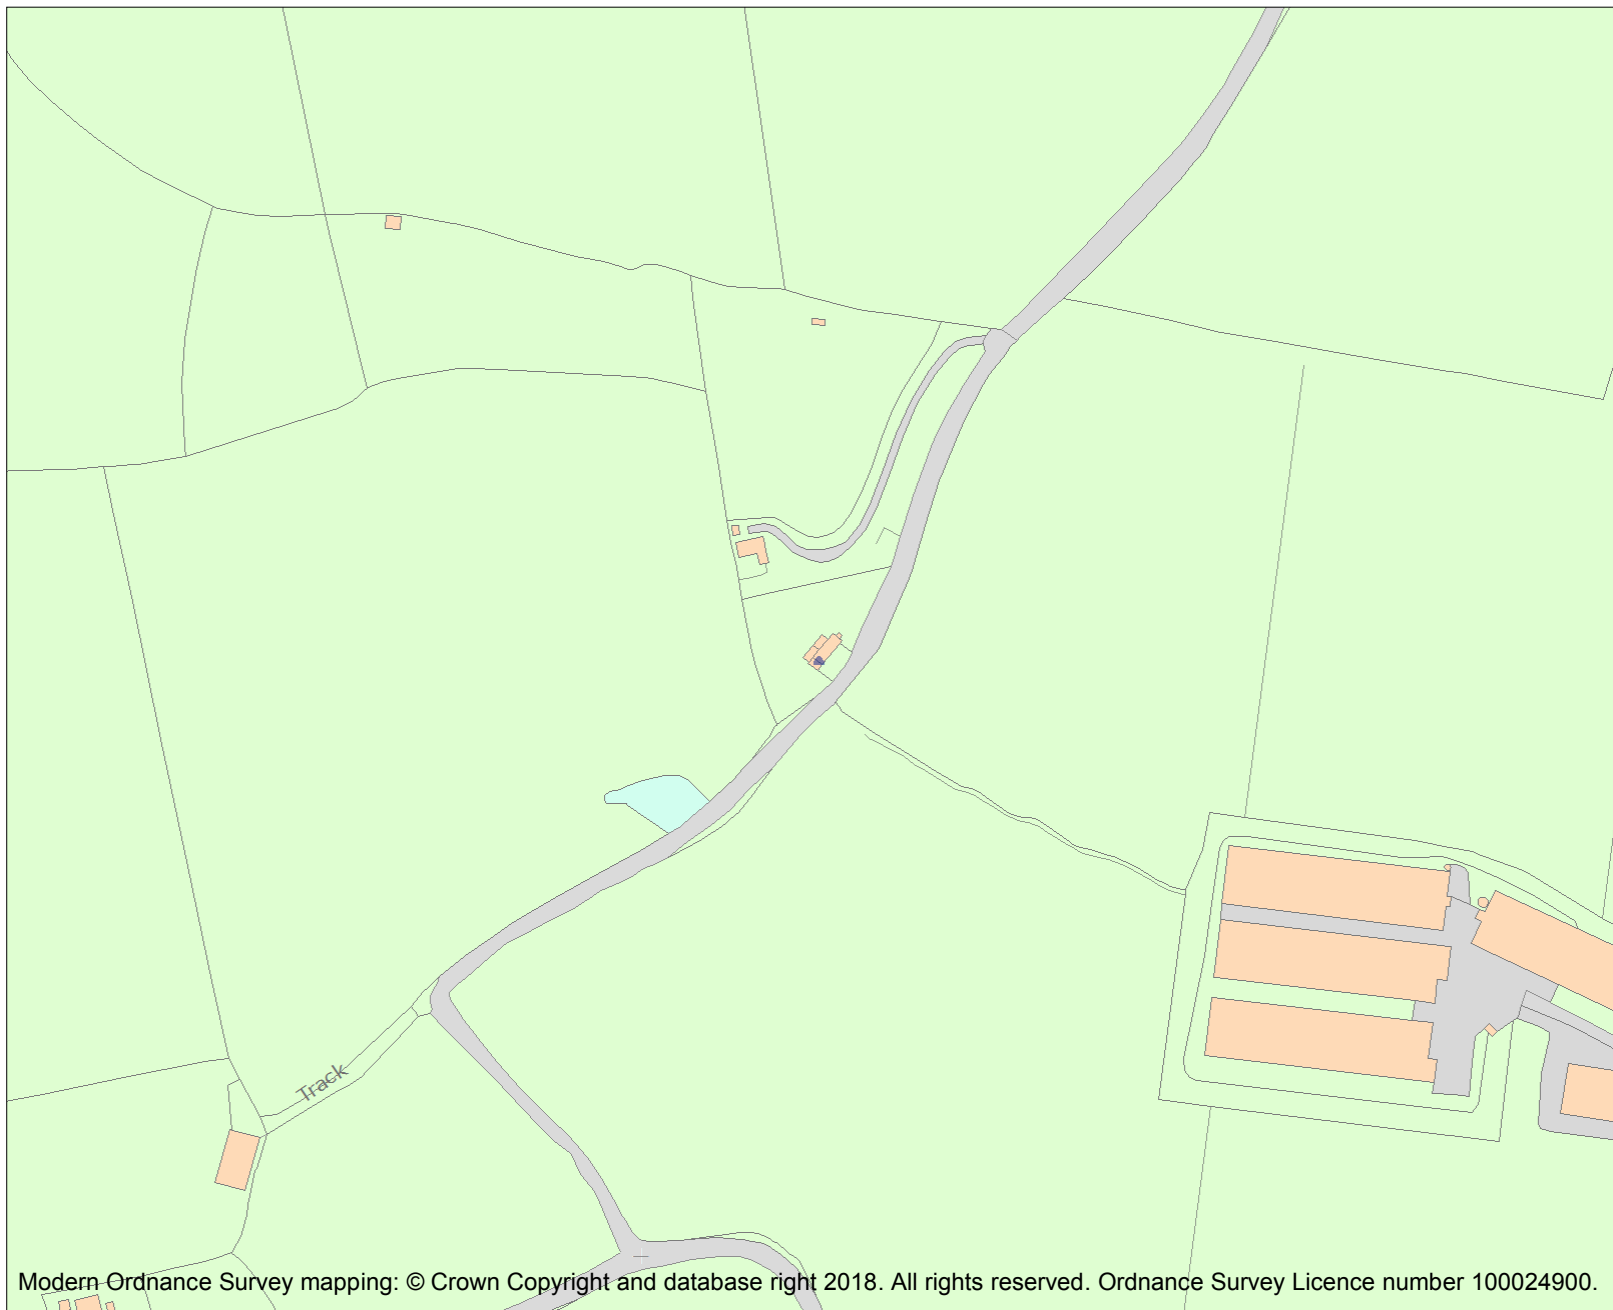 Track
Modern Ordnance Survey mapping: © Crown Copyright and database right 2018. All rights reserved. Ordnance Survey Licence number 100024900.